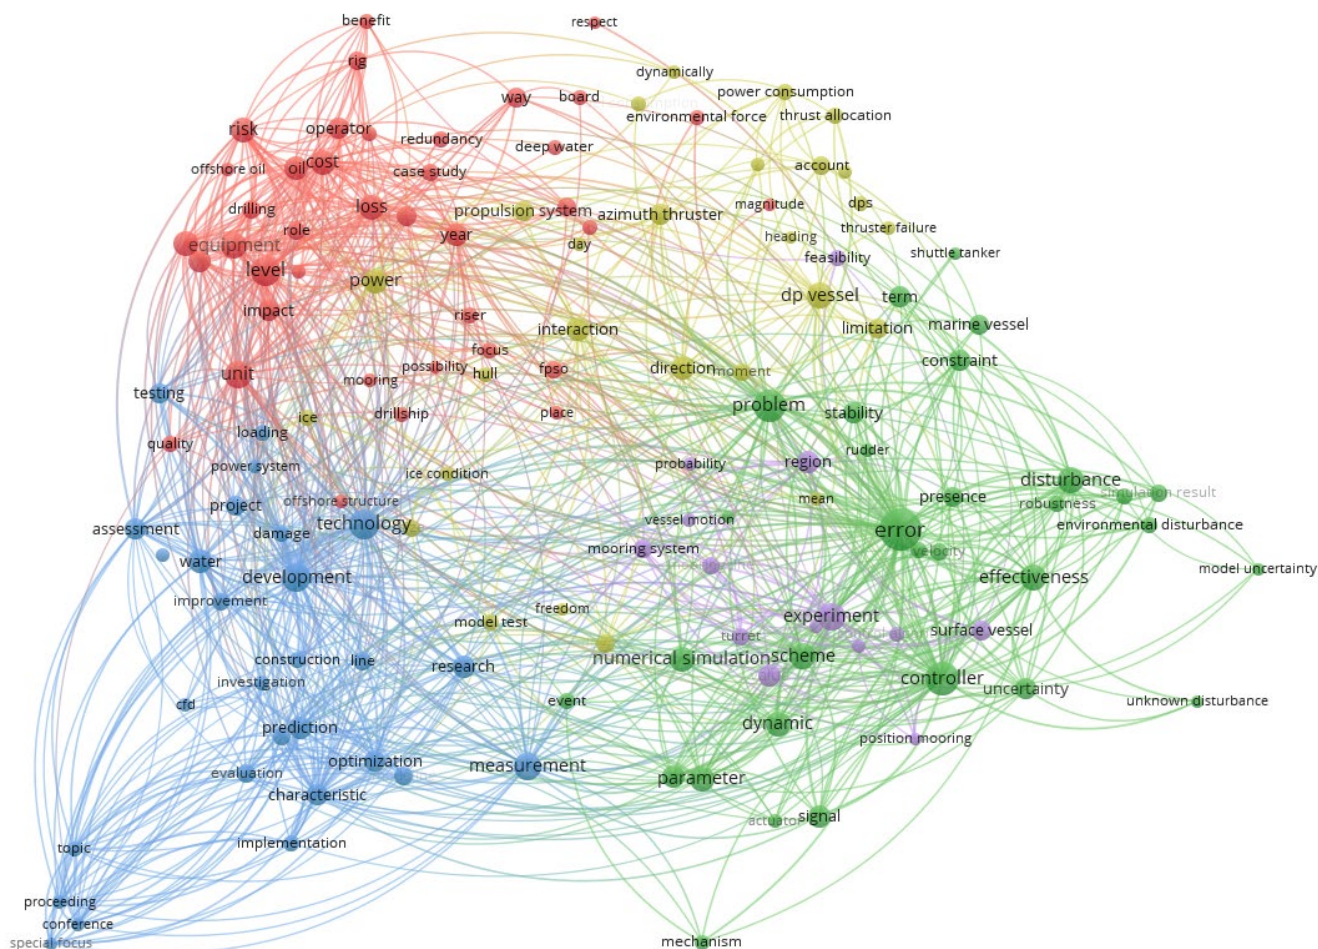 benefit
respect
rig
dynamically
power consumption
way
board
environmental force
thrust allocation
risk
operator
redundancy
deep water
offshore oil
oil
cost
case study
account
drilling
loss
propulsion system
azimuth thruster
magnitude
dps
role
year
day
heading
thruster failure
equipment
feasibility
shuttle tanker
level
power
dp vessel
term
impact
riser
interaction
limitation
marine vessel
focus
constraint
unit
mooring
possibility
hull
fpso
direction
moment
testing
problem
ice
drillship
place
stability
loading
quality
rudder
power system
ice condition
probability
region
disturbance
project
offshore structure
mean
presence
robustness
simulation result
assessment
technology
damage
vessel motion
error
environmental disturbance
water
mooring system
velocity
development
effectiveness
model uncertainty
improvement
freedom
model test
experiment
turret
surface vessel
construction
line
research
numerical simulation
scheme
investigation
controller
uncertainty
cfd
event
unknown disturbance
prediction
dynamic
position mooring
optimization
measurement
evaluation
parameter
characteristic
actuator
signal
implementation
topic
proceeding
conference
special focus
mechanism